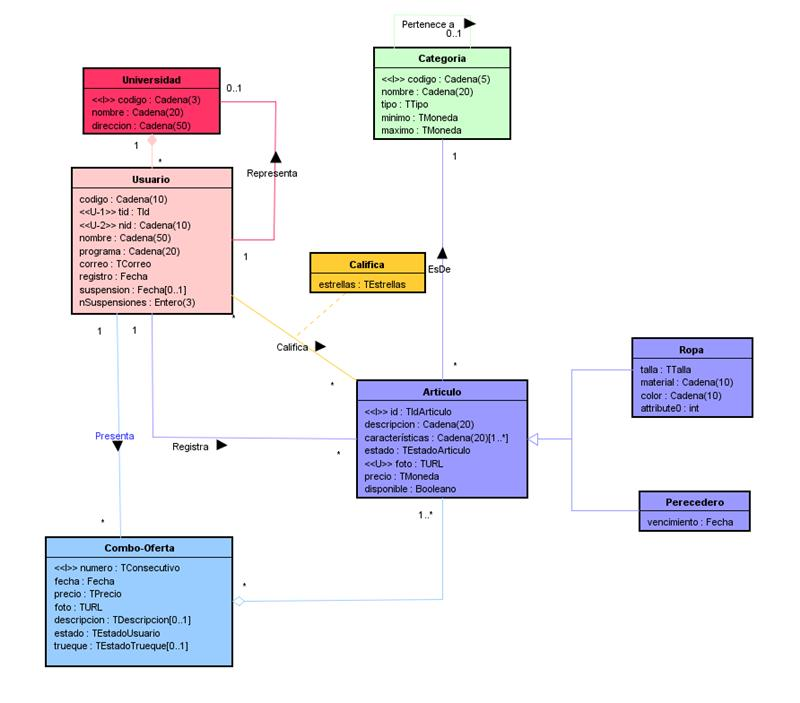 Pertenece a
0..1
Categoria
<<I>> codigo : Cadena(5)
nombre : Cadena(20)
tipo : TTipo
minimo : TMoneda
maximo : TMoneda
1
Universidad
<<I>> codigo : Cadena(3)
nombre : Cadena(20)
direccion : Cadena(50)
0..1
1
*
Representa
1
Usuario
codigo : Cadena(10)
<<U-1>> tid : TId
<<U-2>> nid : Cadena(10)
nombre : Cadena(50)
programa : Cadena(20)
correo : TCorreo
registro : Fecha
suspension : Fecha[0..1]
nSuspensiones : Entero(3)
1
1
*
Califica
estrellas : TEstrellas
EsDe
Califica
*
*
Articulo
<<I>> id : TIdArticulo
descripcion : Cadena(20)
características : Cadena(20)[1..*]
estado : TEstadoArticulo
<<U>> foto : TURL
precio : TMoneda
disponible : Booleano
Ropa
talla : TTalla
material : Cadena(10)
color : Cadena(10)
attribute0 : int
Perecedero
vencimiento : Fecha
Presenta
Registra
*
1..*
*
Combo-Oferta
<<I>> numero : TConsecutivo
fecha : Fecha
precio : TPrecio
foto : TURL
descripcion : TDescripcion[0..1]
estado : TEstadoUsuario
trueque : TEstadoTrueque[0..1]
*